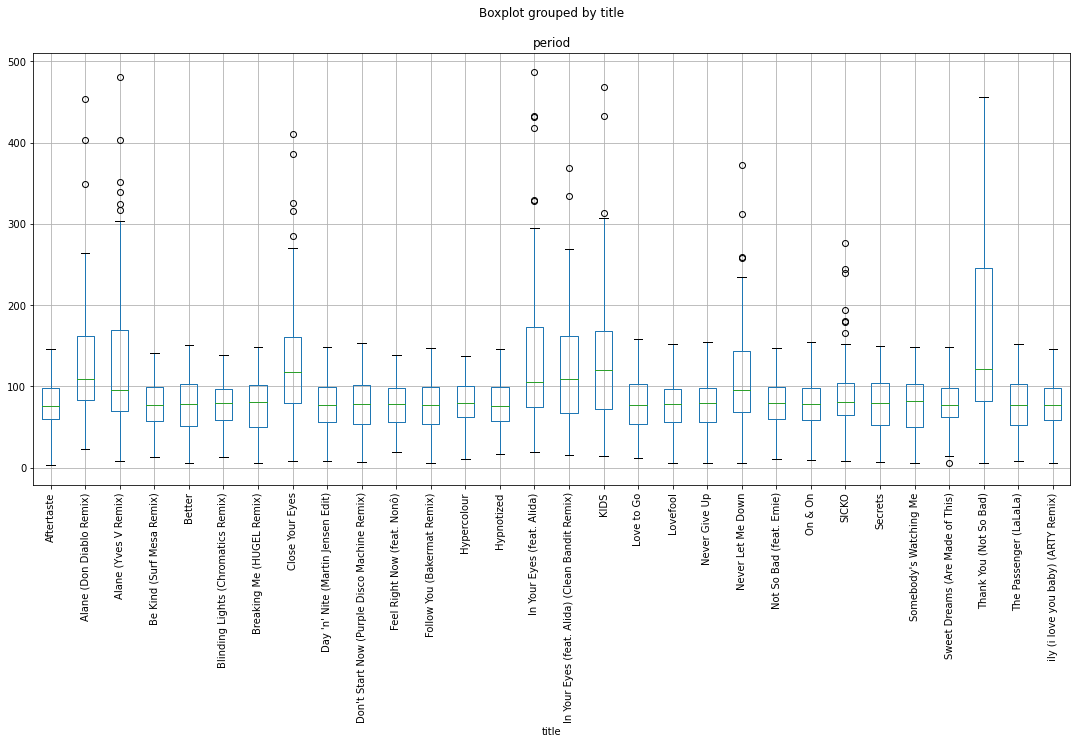 Boxplot grouped by title
period
500
400
300
200
100
0
Aftertaste
Alane (Don Diablo Remix)
Alane (Yves V Remix)
Be Kind (Surf Mesa Remix)
Better
Blinding Lights (Chromatics Remix)
Breaking Me (HUGEL Remix)
Close Your Eyes
Day 'n' Nite (Martin Jensen Edit)
Don't Start Now (Purple Disco Machine Remix)
Feel Right Now (feat. Nonô)
Follow You (Bakermat Remix)
Hypercolour
Hypnotized
In Your Eyes (feat. Alida)
In Your Eyes (feat. Alida) (Clean Bandit Remix)
KIDS
Love to Go
Lovefool
Never Give Up
Never Let Me Down
Not So Bad (feat. Emie)
On & On
SICKO
Secrets
Somebody's Watching Me
Sweet Dreams (Are Made of This)
Thank You (Not So Bad)
The Passenger (LaLaLa)
ily (i love you baby) (ARTY Remix)
title